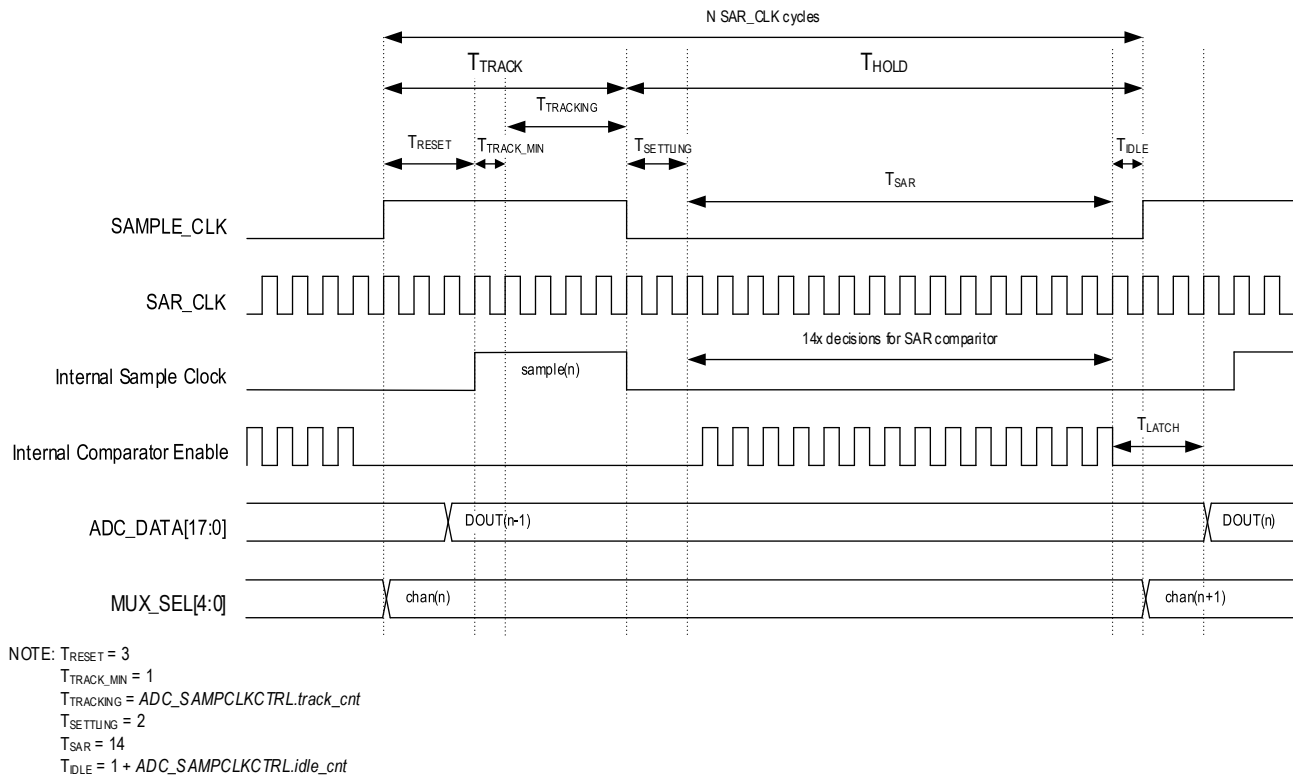 N SAR_CLK cycles
TTRACK
THOLD
TTRACKING
TRESET
TTRACK_MIN
TSETTLING
TIDLE
TSAR
SAMPLE_CLK
SAR_CLK
14x decisions for SAR comparitor
Internal Sample Clock
sample(n)
TLATCH
Internal Comparator Enable
ADC_DATA[17:0]
DOUT(n-1)
DOUT(n)
MUX_SEL[4:0]
chan(n)
chan(n+1)
NOTE: TRESET = 3
TTRACK_MIN = 1
TTRACKING = ADC_SAMPCLKCTRL.track_cnt
TSETTLING = 2
TSAR = 14
TIDLE = 1 + ADC_SAMPCLKCTRL.idle_cnt